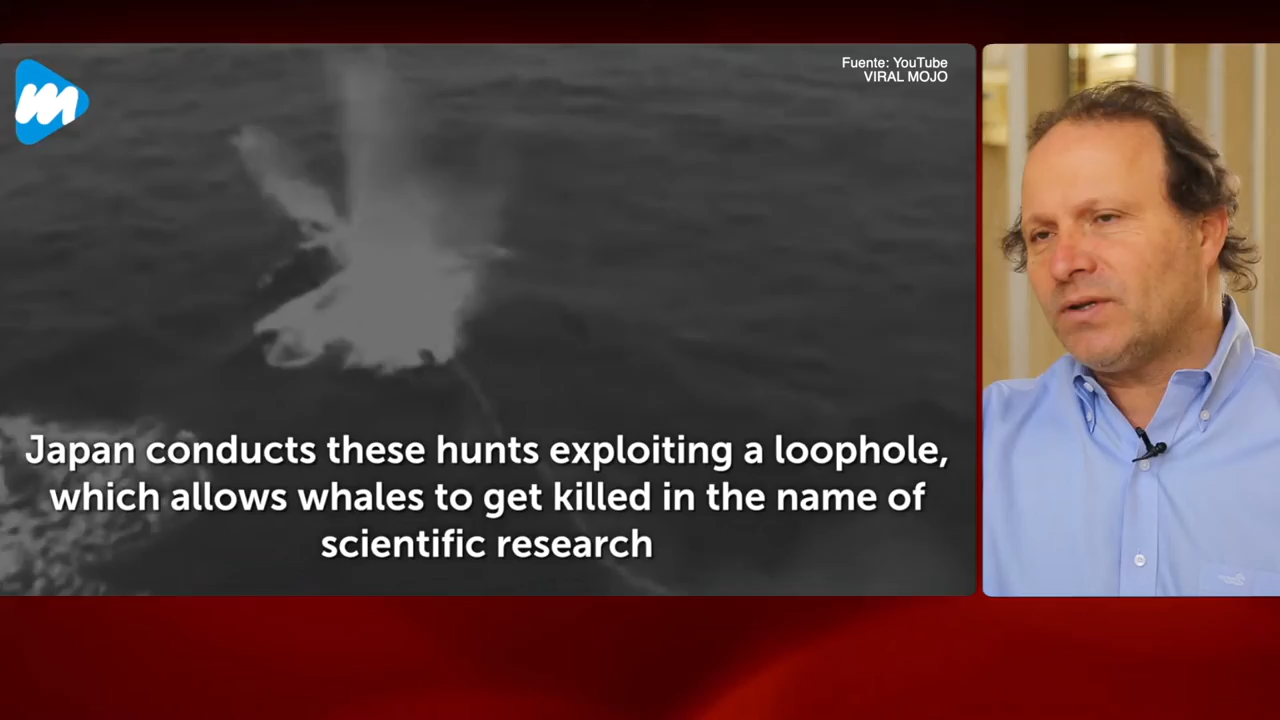 Fuente: YouTube
VIRAL MOJO
Japan conducts these hunts exploiting a loophole,
which allows whales to get killed in the name of
scientific research